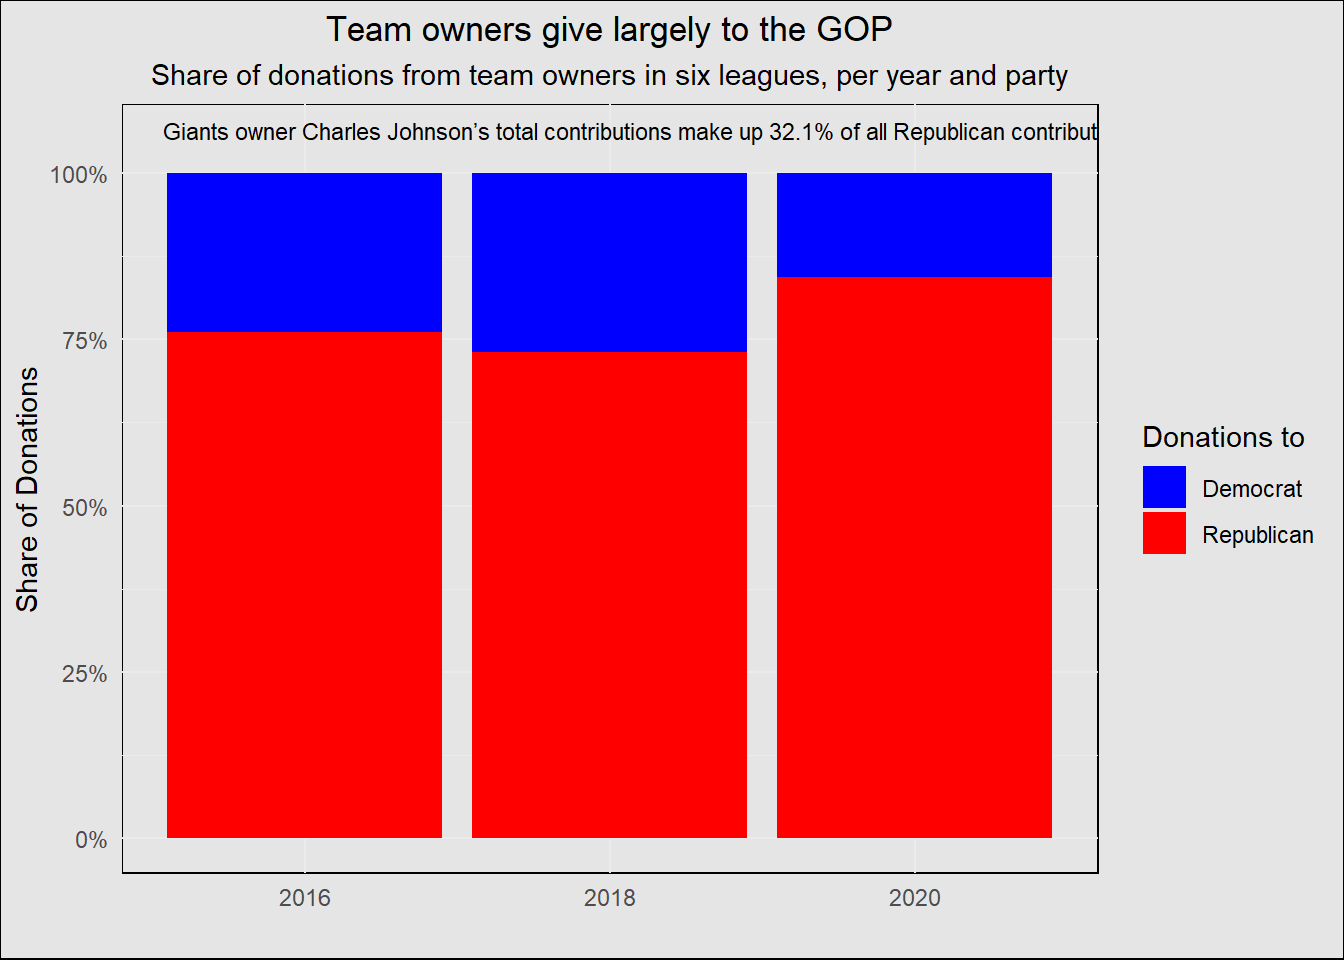 Team owners give largely to the GOP
Share of donations from team owners in six leagues, per year and party
Giants owner Charles Johnson’s total contributions make up 32.1% of all Republican contribut
100%
75%
50%
25%
0%
Share of Donations
2016
2018
2020
Donations to
Democrat
Republican